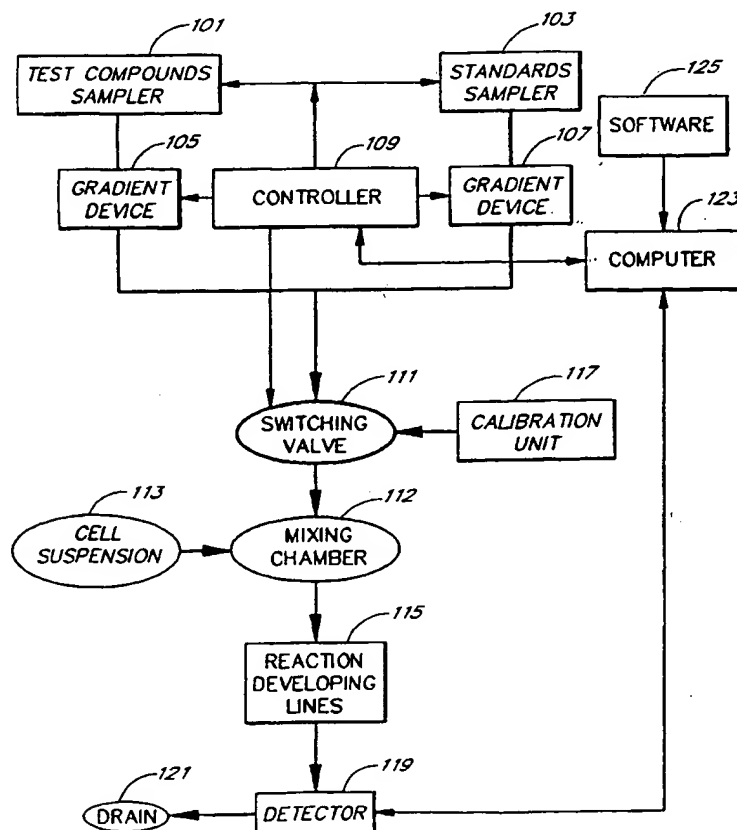 101
TEST COMPOUNDS
SAMPLER
103
STANDARDS
SAMPLER
125
SOFTWARE
105
GRADIENT
DEVICE
109
CONTROLLER
107
GRADIENT
DEVICE
123
COMPUTER
111
SWITCHING
VALVE
117
CALIBRATION
UNIT
113
CELL
SUSPENSION
112
MIXING
CHAMBER
115
REACTION
DEVELOPING
LINES
121
DRAIN
119
DETECTOR